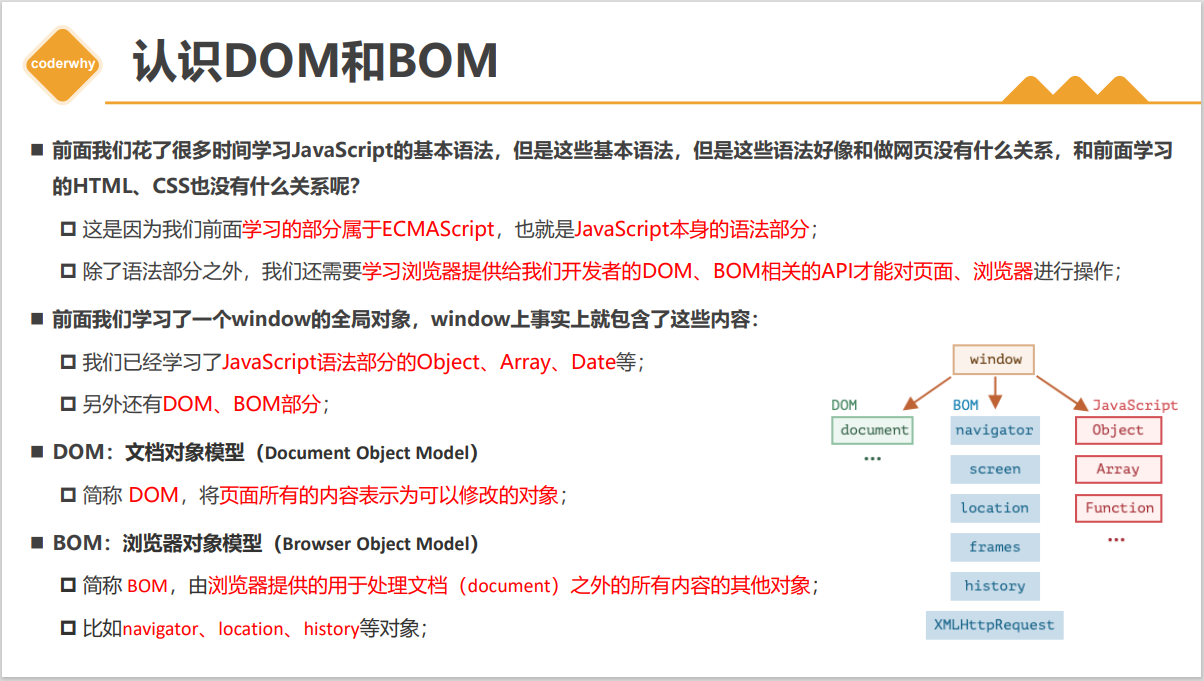 coderwhy
认识DOM和BOM
■ 前面我们花了很多时间学习JavaScript的基本语法，但是这些基本语法，但是这些语法好像和做网页没有什么关系，和前面学习
的HTML、CSS也没有什么关系呢？
这是因为我们前面学习的部分属于ECMAScript，也就是JavaScript本身的语法部分；
除了语法部分之外，我们还需要学习浏览器提供给我们开发者的DOM、BOM相关的API才能对页面、浏览器进行操作；
■ 前面我们学习了一个window的全局对象，window上事实上就包含了这些内容：
我们已经学习了JavaScript语法部分的Object、Array、Date等；
另外还有DOM、BOM部分；
■ DOM：文档对象模型（Document Object Model）
简称 DOM，将页面所有的内容表示为可以修改的对象；
■ BOM：浏览器对象模型（Browser Object Model）
简称 BOM，由浏览器提供的用于处理文档（document）之外的所有内容的其他对象；
比如navigator、location、history等对象；
window
DOM
document
...
BOM
navigator
screen
location
frames
history
XMLHttpRequest
JavaScript
Object
Array
Function
...